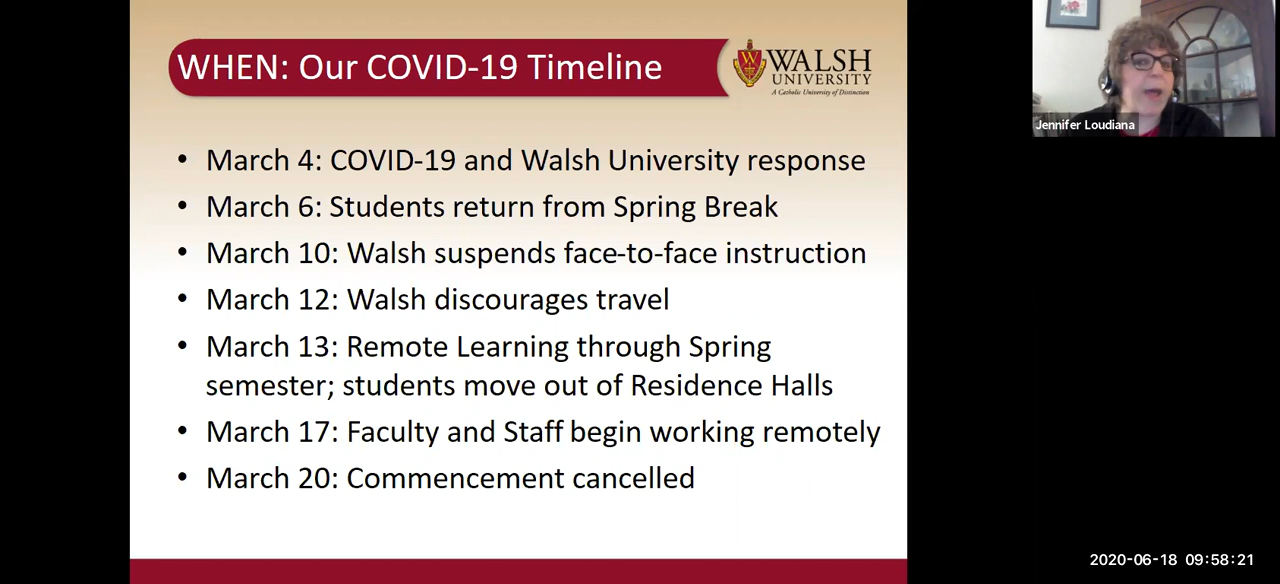 WHEN: Our COVID-19 Timeline
WALSH
UNIVERSITY
A Catholic University of Distinction
• March 4: COVID-19 and Walsh University response
• March 6: Students return from Spring Break
• March 10: Walsh suspends face-to-face instruction
• March 12: Walsh discourages travel
• March 13: Remote Learning through Spring
semester; students move out of Residence Halls
• March 17: Faculty and Staff begin working remotely
• March 20: Commencement cancelled
Jennifer Loudiana
2020-06-18 09:58:21